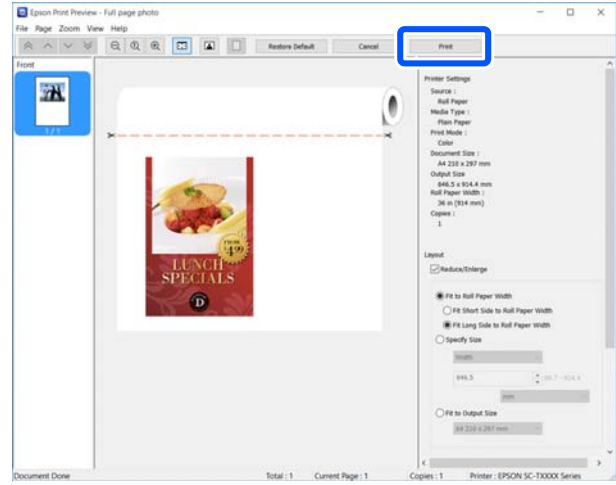 Epson Print Preview - Full page photo
File Page Zoom View Help
Restore Default Cancel Print
Front
1 / 1
FROM
$4.99
LUNCH
SPECIALS
D
Printer Settings
Source :
Roll Paper
Media Type :
Plain Paper
Print Mode :
Color
Document Size :
A4 210 x 297 mm
Output Size
646.5 x 914.4 mm
Roll Paper Width :
36 in (914 mm)
Copies :
1
Layout
Reduce/Enlarge
Fit to Roll Paper Width
Fit Short Side to Roll Paper Width
Fit Long Side to Roll Paper Width
Specify Size
Width
646.5
mm
Fit to Output Size
A4 210 x 297 mm
Document Done Total : 1 Current Page : 1 Copies : 1 Printer : EPSON SC-TXXXX Series